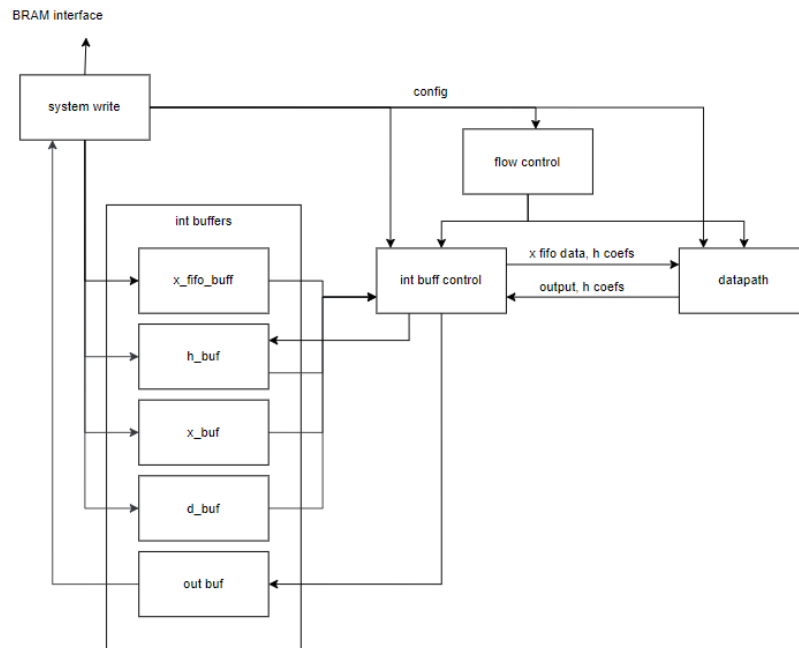 BRAM interface
system write
config
flow control
int buffers
x_fifo_buff
int buff control
x fifo data, h coefs
output, h coefs
datapath
h_buf
x_buf
d_buf
out buf